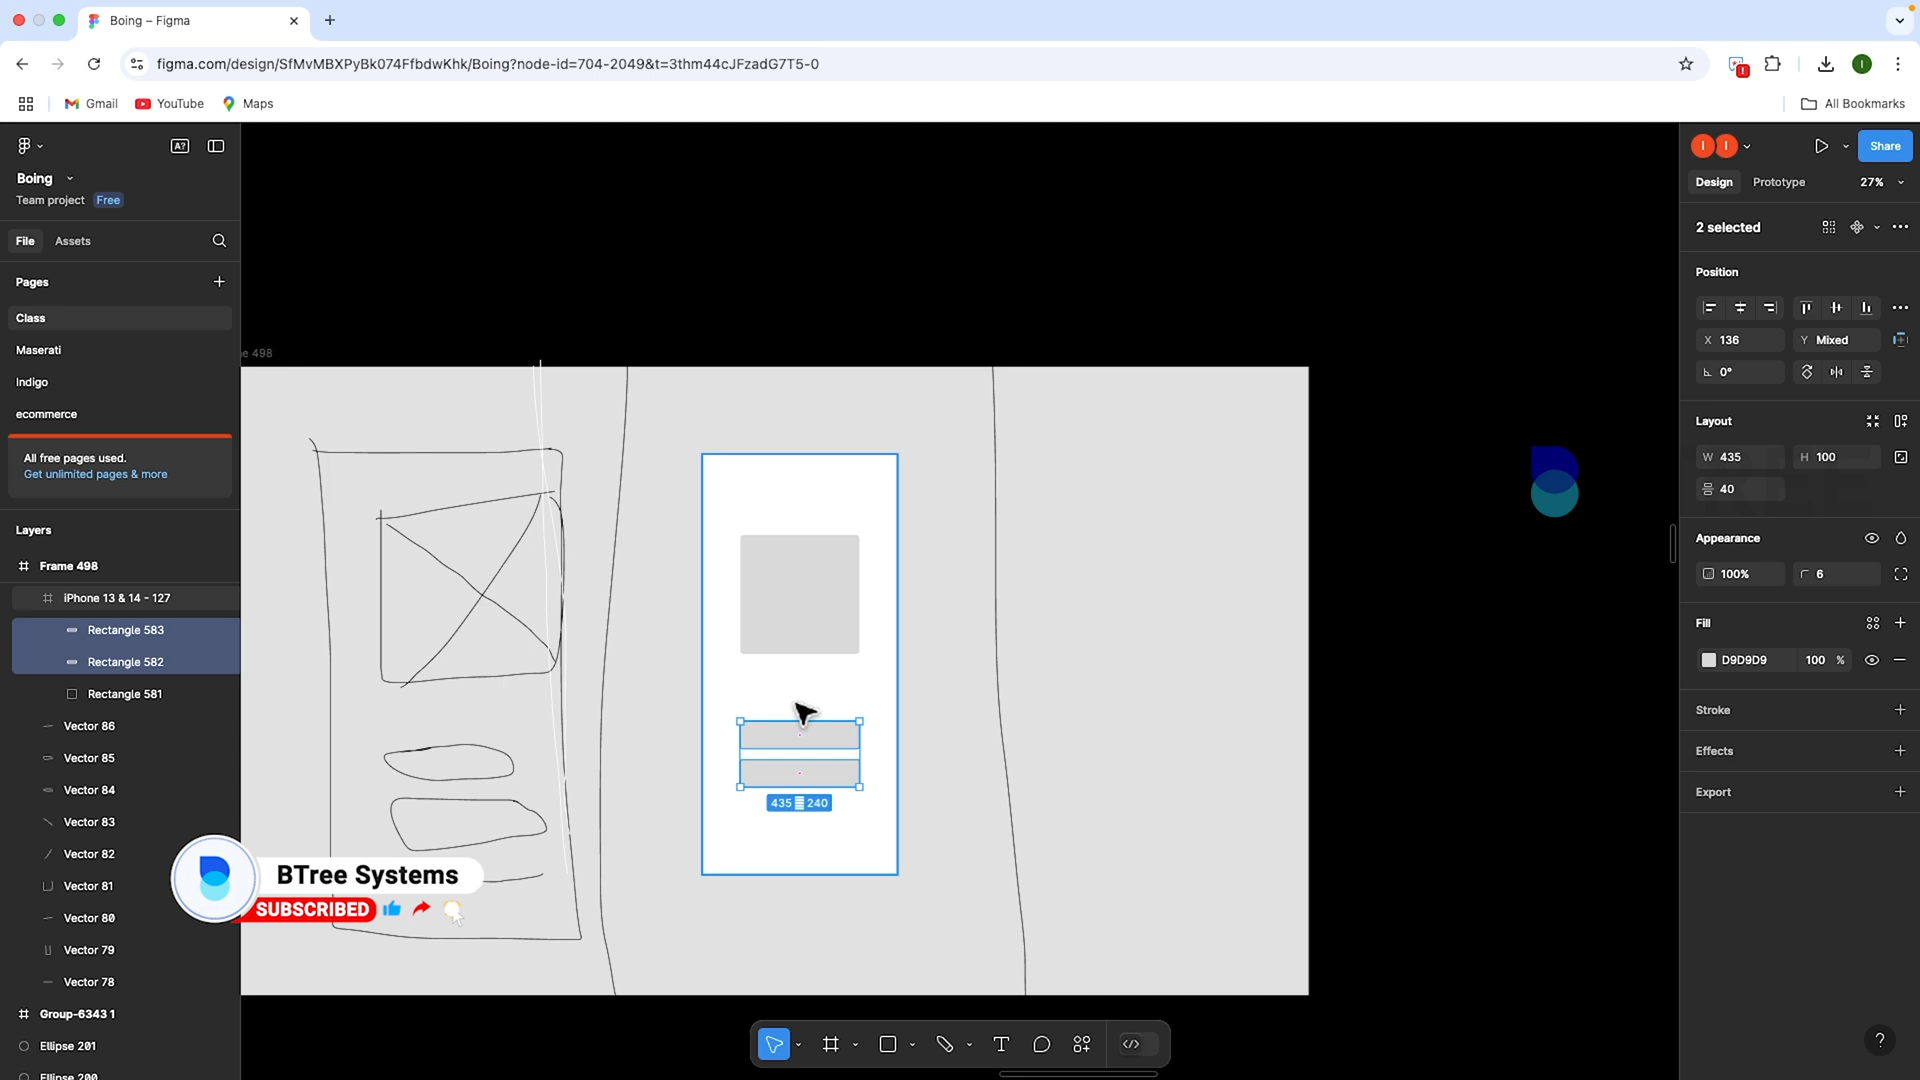 Boing – Figma
figma.com/design/SfMvMBXPyBk074FfbdwKhk/Boing?node-id=704-2049&t=3thm44cJFzadG7T5-0
Gmail
YouTube
Maps
All Bookmarks
Boing
Team project
Free
File
Assets
Pages
Class
Maserati
Indigo
ecommerce
All free pages used.
Get unlimited pages & more
Layers
Frame 498
iPhone 13 & 14 - 127
Rectangle 583
Rectangle 582
Rectangle 581
Vector 86
Vector 85
Vector 84
Vector 83
Vector 82
Vector 81
Vector 80
Vector 79
Vector 78
Group-6343 1
Ellipse 201
Ellipse 200
e 498
435
240
BTree Systems
SUBSCRIBED
I
I
I
Share
Design
Prototype
27%
2 selected
Position
X 136
Y Mixed
0°
Layout
W 435
H 100
40
Appearance
100%
6
Fill
D9D9D9
100 %
Stroke
Effects
Export
?